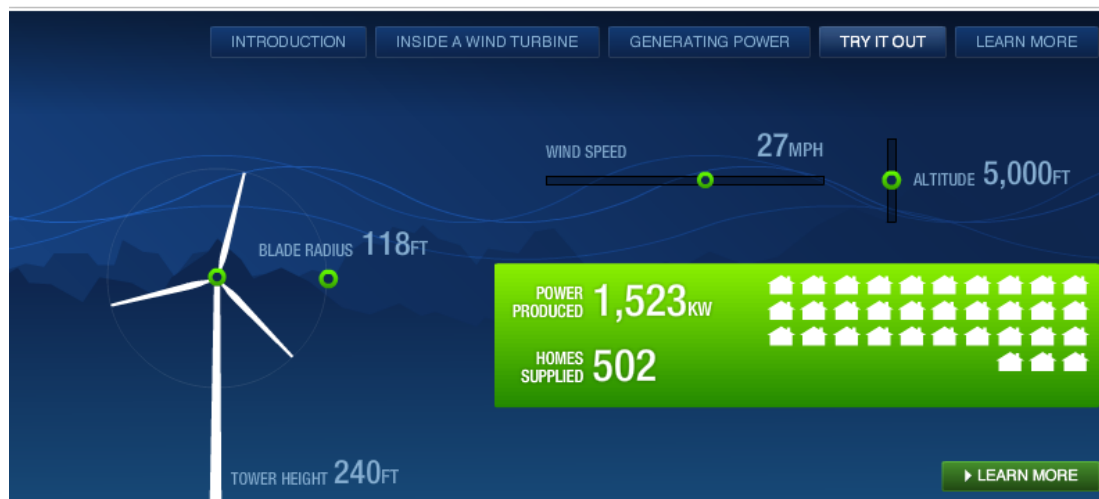 INTRODUCTION
INSIDE A WIND TURBINE
GENERATING POWER
TRY IT OUT
LEARN MORE
WIND SPEED 27MPH
ALTITUDE 5,000FT
BLADE RADIUS 118FT
POWER
PRODUCED 1,523KW
HOMES
SUPPLIED 502
TOWER HEIGHT 240FT
LEARN MORE